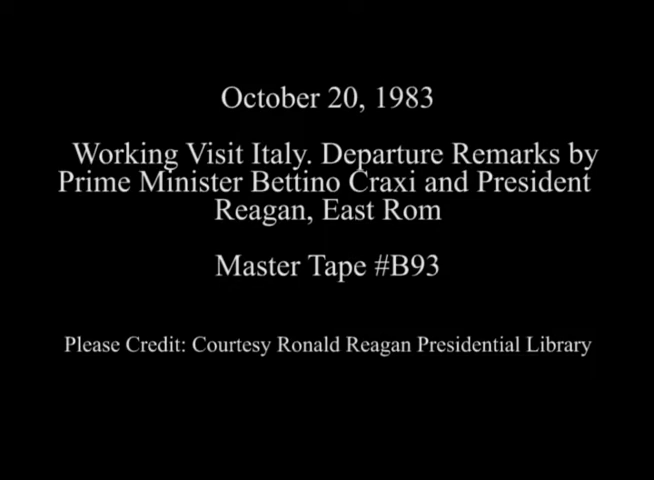 October 20, 1983
Working Visit Italy. Departure Remarks by
Prime Minister Bettino Craxi and President
Reagan, East Rom
Master Tape #B93
Please Credit: Courtesy Ronald Reagan Presidential Library